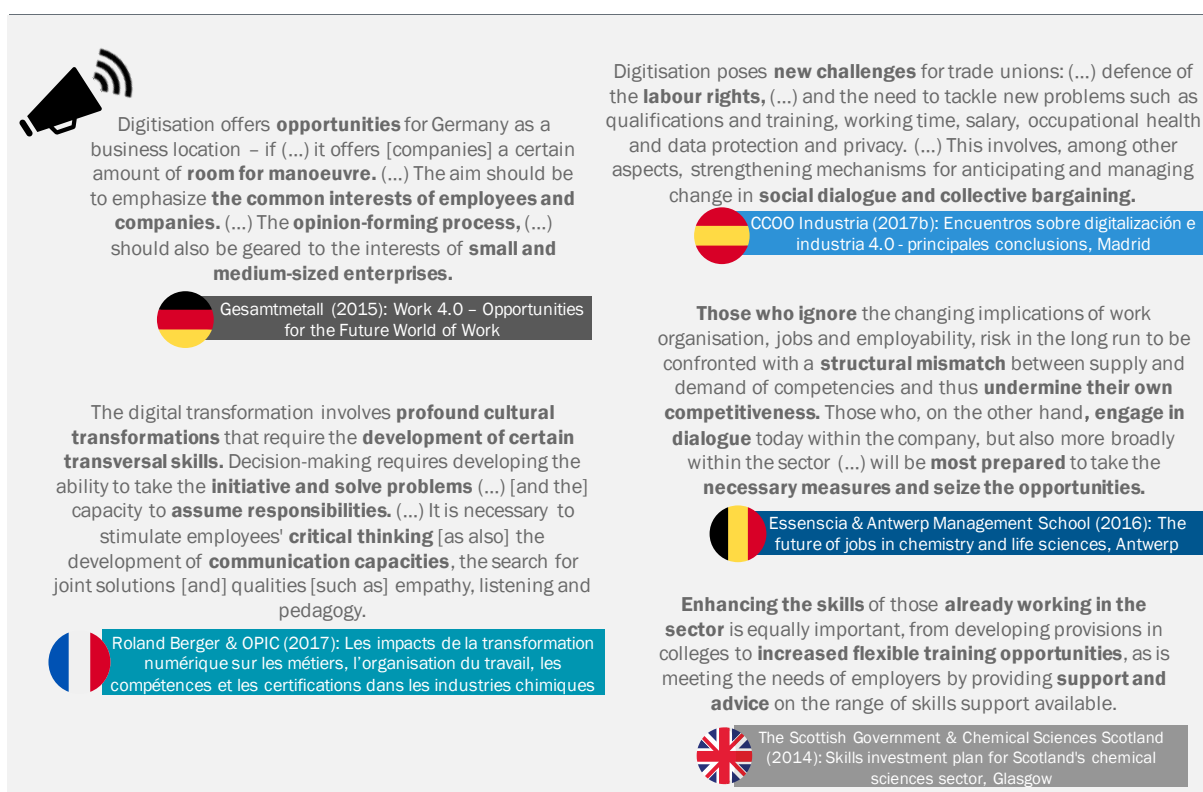 Digitisation offers opportunities for Germany as a
business location – if (...) it offers [companies] a certain
amount of room for manoeuvre. (...) The aim should be
to emphasize the common interests of employees and
companies. (...) The opinion-forming process, (...)
should also be geared to the interests of small and
medium-sized enterprises.
Gesamtmetall (2015): Work 4.0 – Opportunities
for the Future World of Work
The digital transformation involves profound cultural
transformations that require the development of certain
transversal skills. Decision-making requires developing the
ability to take the initiative and solve problems (...) [and the]
capacity to assume responsibilities. (...) It is necessary to
stimulate employees' critical thinking [as also] the
development of communication capacities, the search for
joint solutions [and] qualities [such as] empathy, listening and
pedagogy.
Roland Berger & OPIC (2017): Les impacts de la transformation
numérique sur les métiers, l’organisation du travail, les
compétences et les certifications dans les industries chimiques
Digitisation poses new challenges for trade unions: (...) defence of
the labour rights, (...) and the need to tackle new problems such as
qualifications and training, working time, salary, occupational health
and data protection and privacy. (...) This involves, among other
aspects, strengthening mechanisms for anticipating and managing
change in social dialogue and collective bargaining.
CCOO Industria (2017b): Encuentros sobre digitalización e
industria 4.0 - principales conclusions, Madrid
Those who ignore the changing implications of work
organisation, jobs and employability, risk in the long run to be
confronted with a structural mismatch between supply and
demand of competencies and thus undermine their own
competitiveness. Those who, on the other hand, engage in
dialogue today within the company, but also more broadly
within the sector (...) will be most prepared to take the
necessary measures and seize the opportunities.
Essenscia & Antwerp Management School (2016): The
future of jobs in chemistry and life sciences, Antwerp
Enhancing the skills of those already working in the
sector is equally important, from developing provisions in
colleges to increased flexible training opportunities, as is
meeting the needs of employers by providing support and
advice on the range of skills support available.
The Scottish Government & Chemical Sciences Scotland
(2014): Skills investment plan for Scotland's chemical
sciences sector, Glasgow